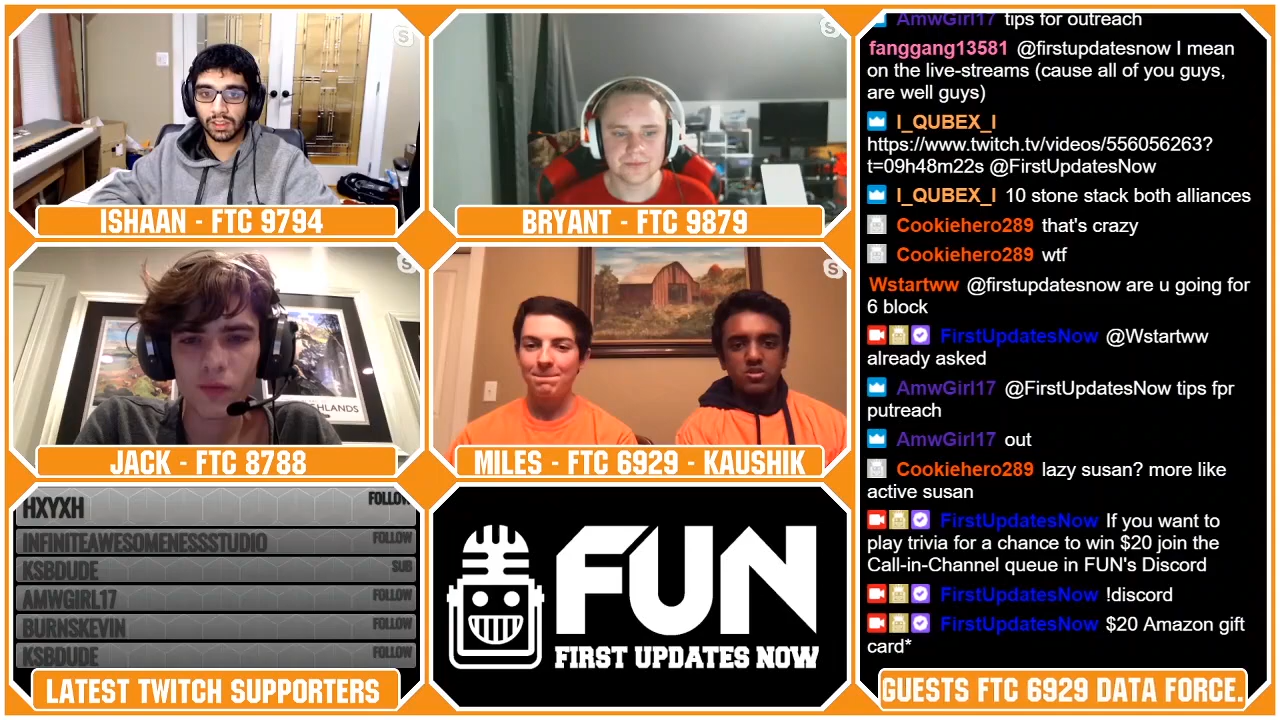 ISHAAN - FTC 9794
BRYANT - FTC 9879
JACK - FTC 8788
HLANDS
MILES - FTC 6929 - KAUSHIK
HXYXH FOLLOW
INFINITEAWESOMENESSSTUDIO FOLLOW
KSBDUDE SUB
AMWGIRL17 FOLLOW
BURNSKEVIN FOLLOW
KSBDUDE FOLLOW
LATEST TWITCH SUPPORTERS
FUN
FIRST UPDATES NOW
AmwGirl17 tips for outreach
fanggang13581 @firstupdatesnow I mean
on the live-streams (cause all of you guys,
are well guys)
I_QUBEX_I
https://www.twitch.tv/videos/556056263?
t=09h48m22s @FirstUpdatesNow
I_QUBEX_I 10 stone stack both alliances
Cookiehero289 that's crazy
Cookiehero289 wtf
Wstartww @firstupdatesnow are u going for
6 block
FirstUpdatesNow @Wstartww
already asked
AmwGirl17 @FirstUpdatesNow tips fpr
putreach
AmwGirl17 out
Cookiehero289 lazy susan? more like
active susan
FirstUpdatesNow If you want to
play trivia for a chance to win $20 join the
Call-in-Channel queue in FUN's Discord
FirstUpdatesNow !discord
FirstUpdatesNow $20 Amazon gift
card*
GUESTS FTC 6929 DATA FORCE.